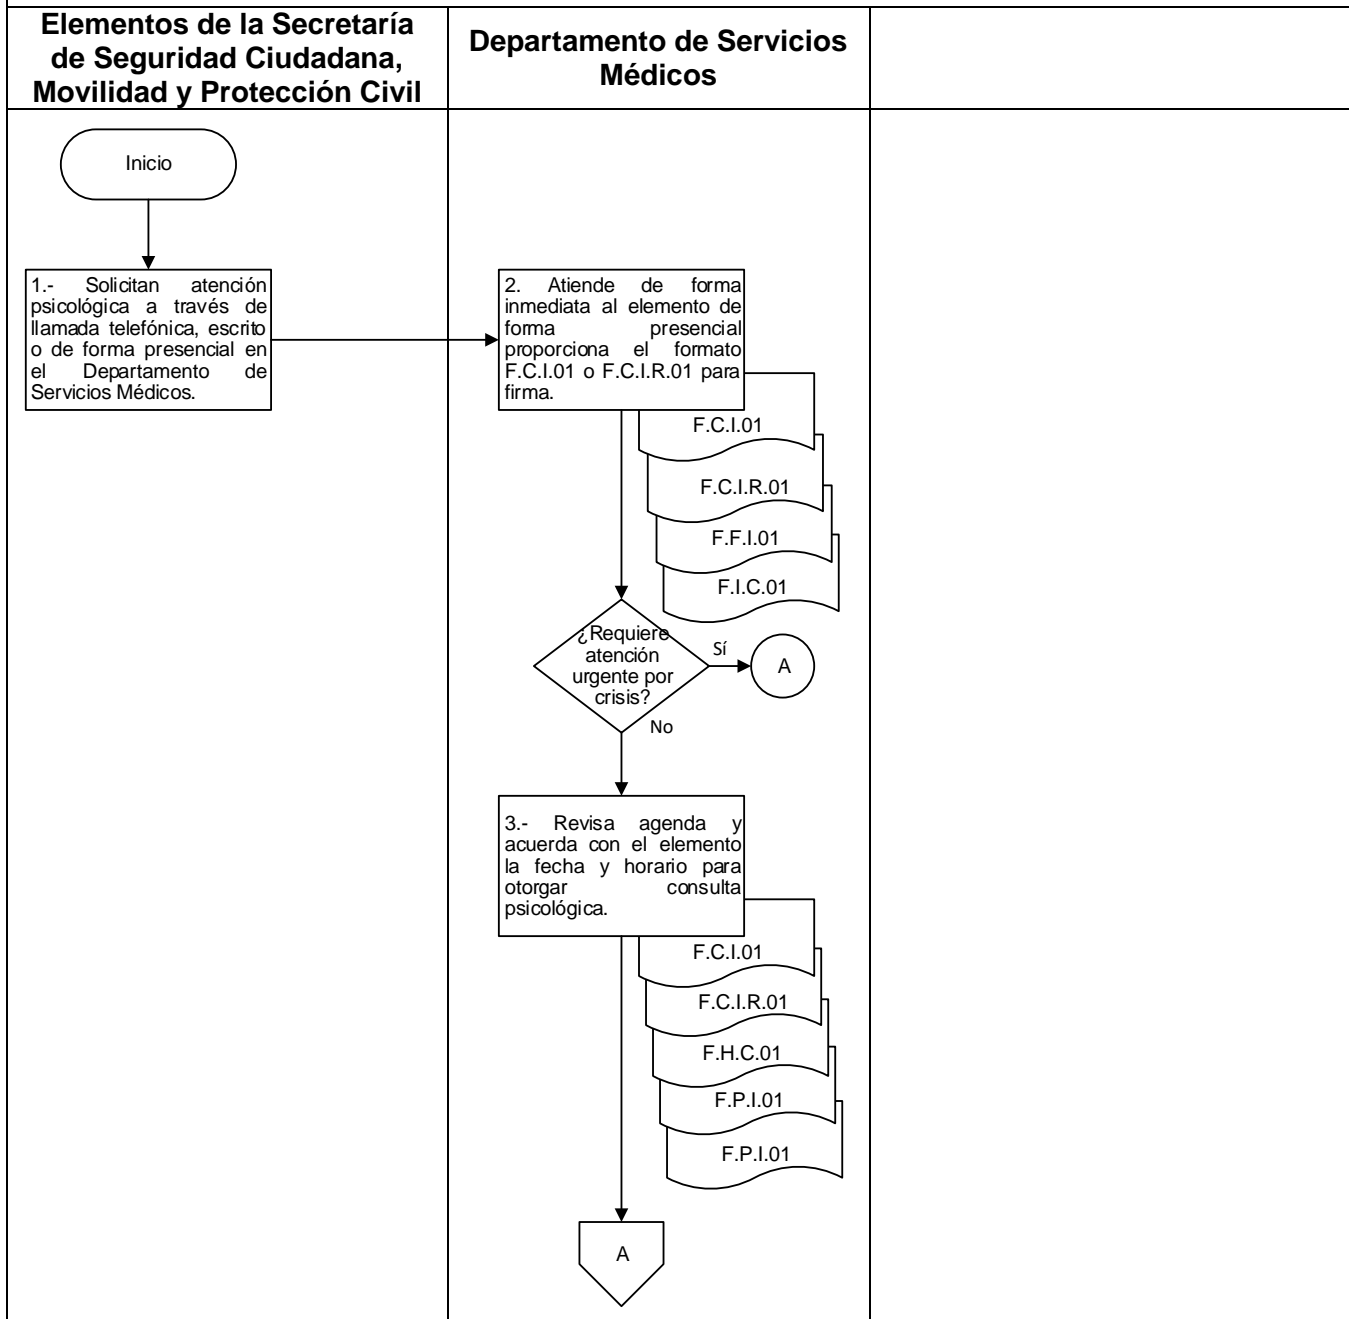 Elementos de la Secretaría
de Seguridad Ciudadana,
Movilidad y Protección Civil
Departamento de Servicios
Médicos
Inicio
1.- Solicitan atención
psicológica a través de
llamada telefónica, escrito
o de forma presencial en
el Departamento de
Servicios Médicos.
2. Atiende de forma
inmediata al elemento de
forma presencial
proporciona el formato
F.C.I.01 o F.C.I.R.01 para
firma.
F.C.I.01
F.C.I.R.01
F.F.I.01
F.I.C.01
¿Requiere
atención
urgente por
crisis?
Sí
A
No
3.- Revisa agenda y
acuerda con el elemento
la fecha y horario para
otorgar consulta
psicológica.
F.C.I.01
F.C.I.R.01
F.H.C.01
F.P.I.01
F.P.I.01
A